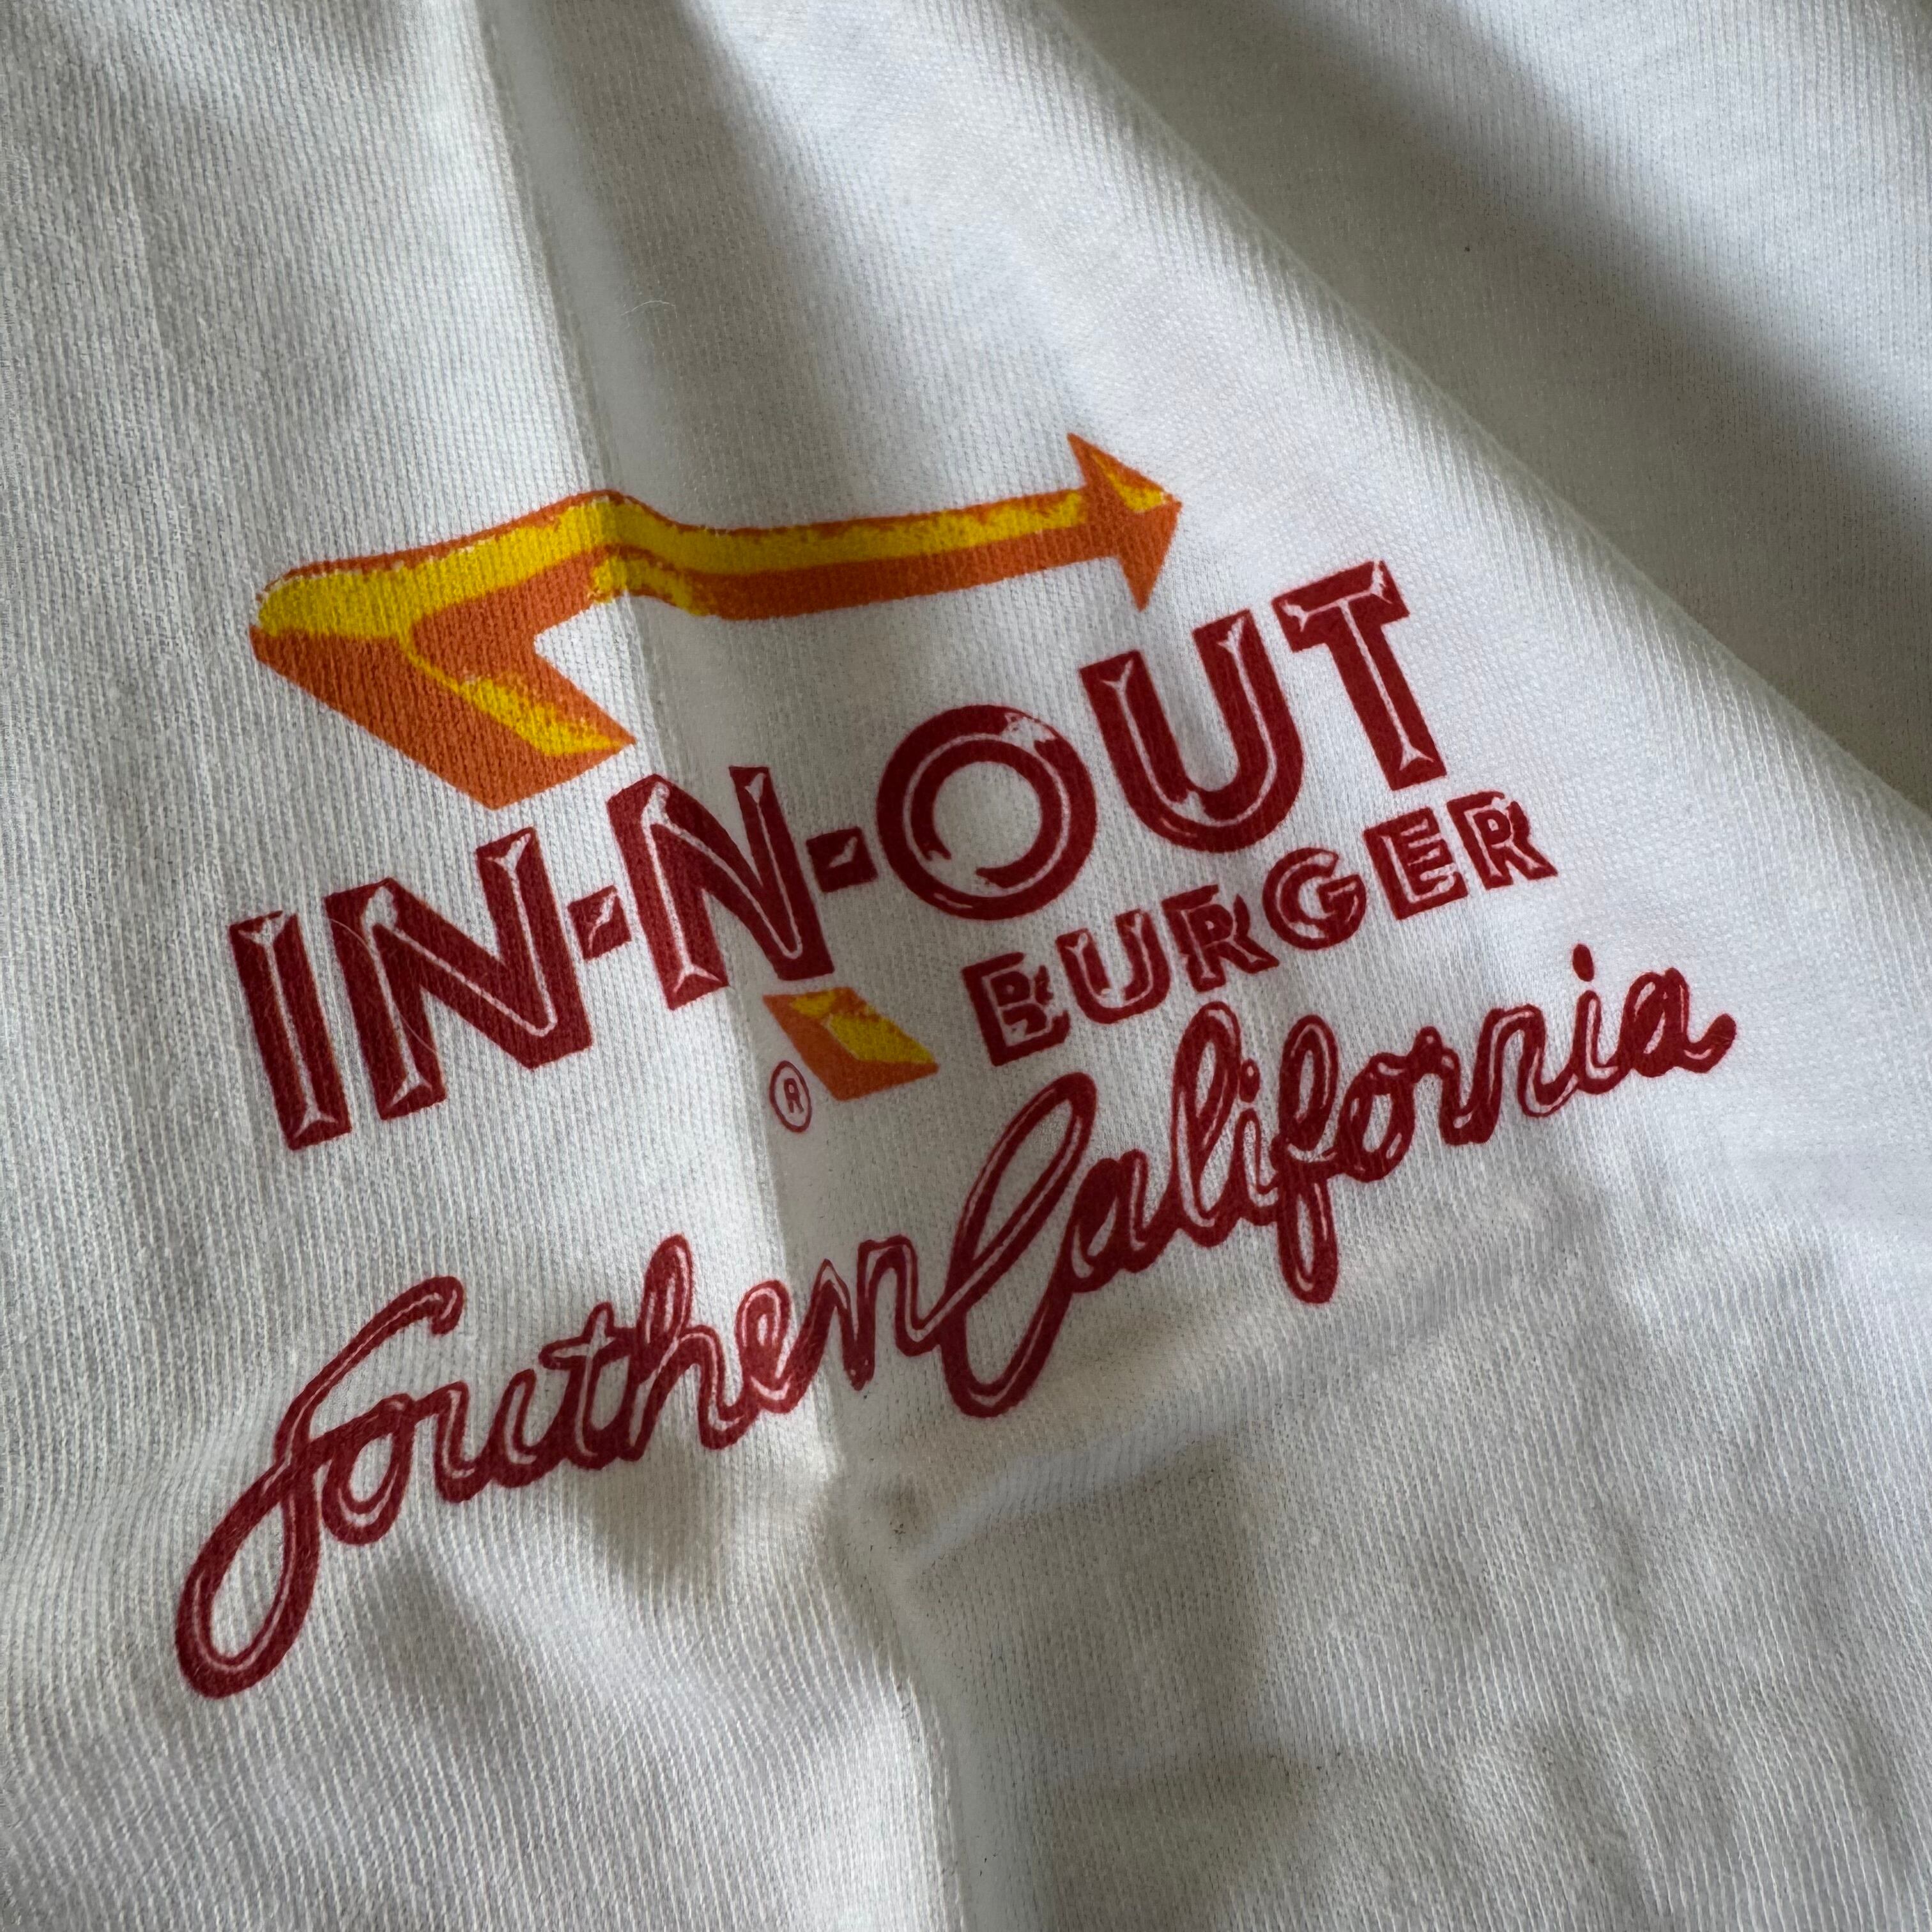 IN-N-OUT
BURGER
®
Southern California